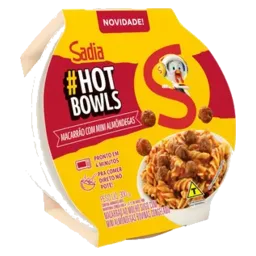 NOVIDADE!
Sadia
#HOT
BOWLS
MACARRÃO COM MINI ALMÔNDEGAS
S
PRONTO EM
4 MINUTOS
PRA COMER
DIRETO NO
POTE
T